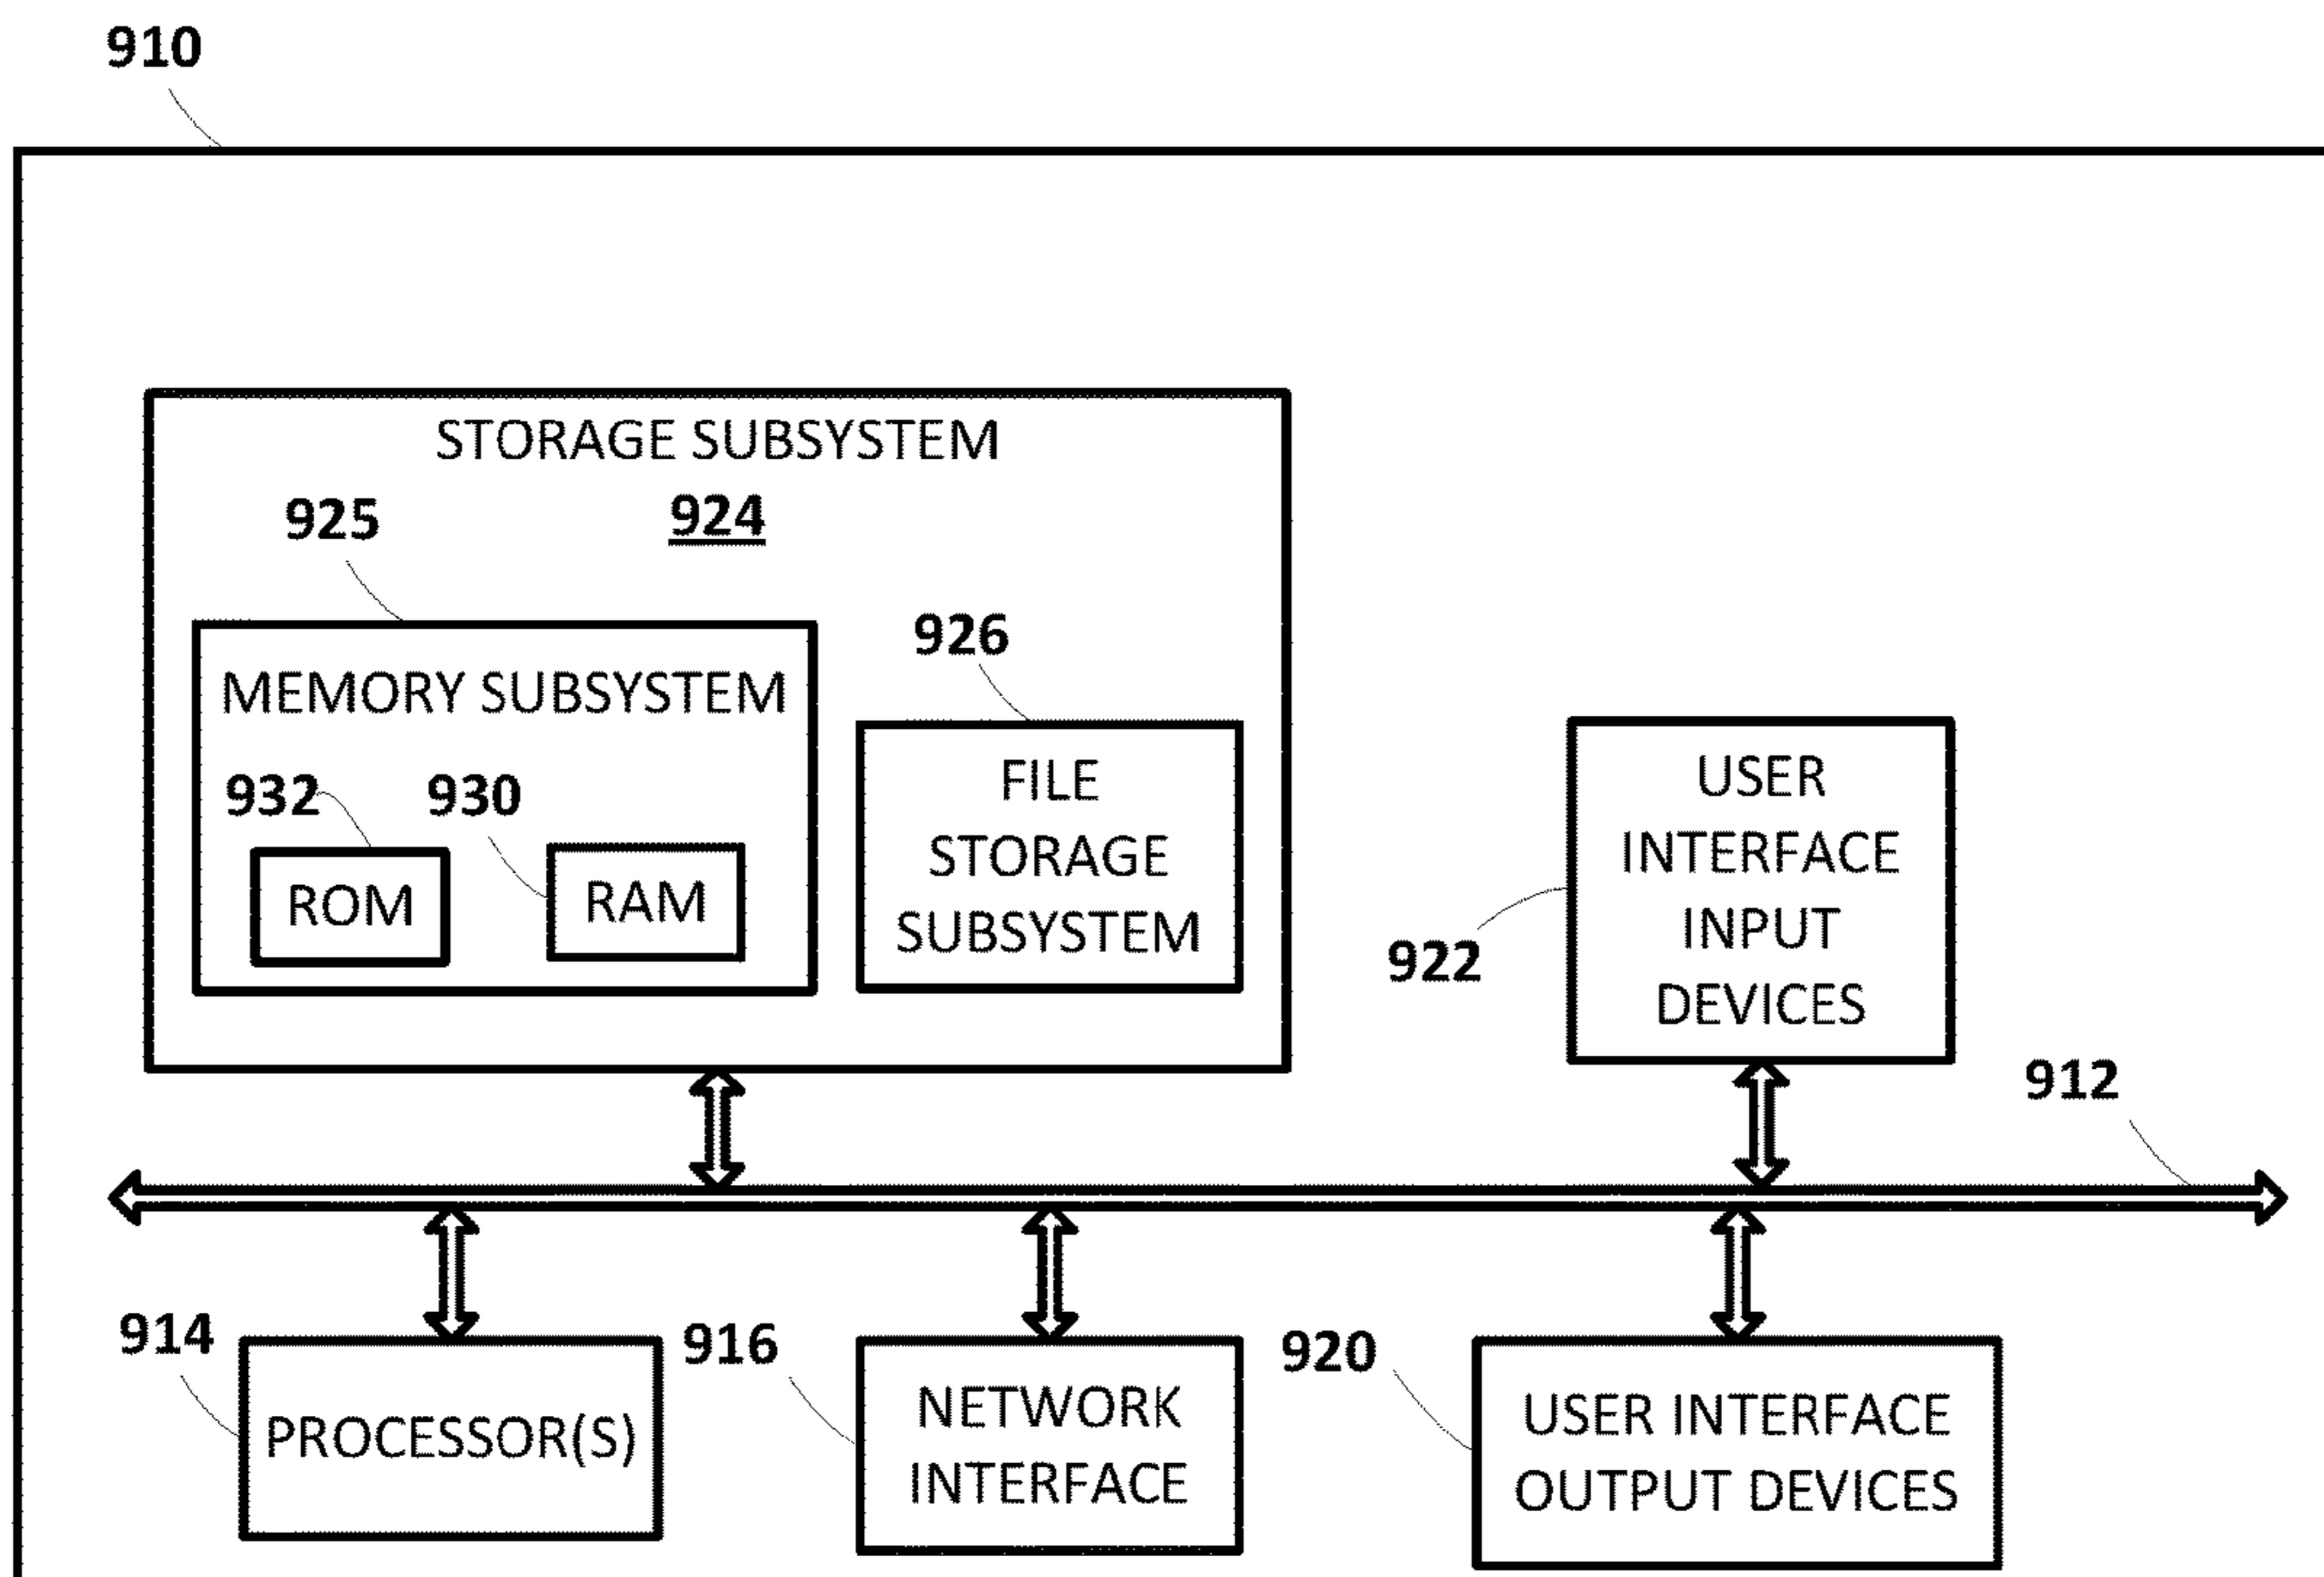 910
STORAGE SUBSYSTEM
924
925
MEMORY SUBSYSTEM
932
930
ROM
RAM
926
FILE
STORAGE
SUBSYSTEM
USER
INTERFACE
INPUT
DEVICES
922
912
914
PROCESSOR(S)
916
NETWORK
INTERFACE
920
USER INTERFACE
OUTPUT DEVICES